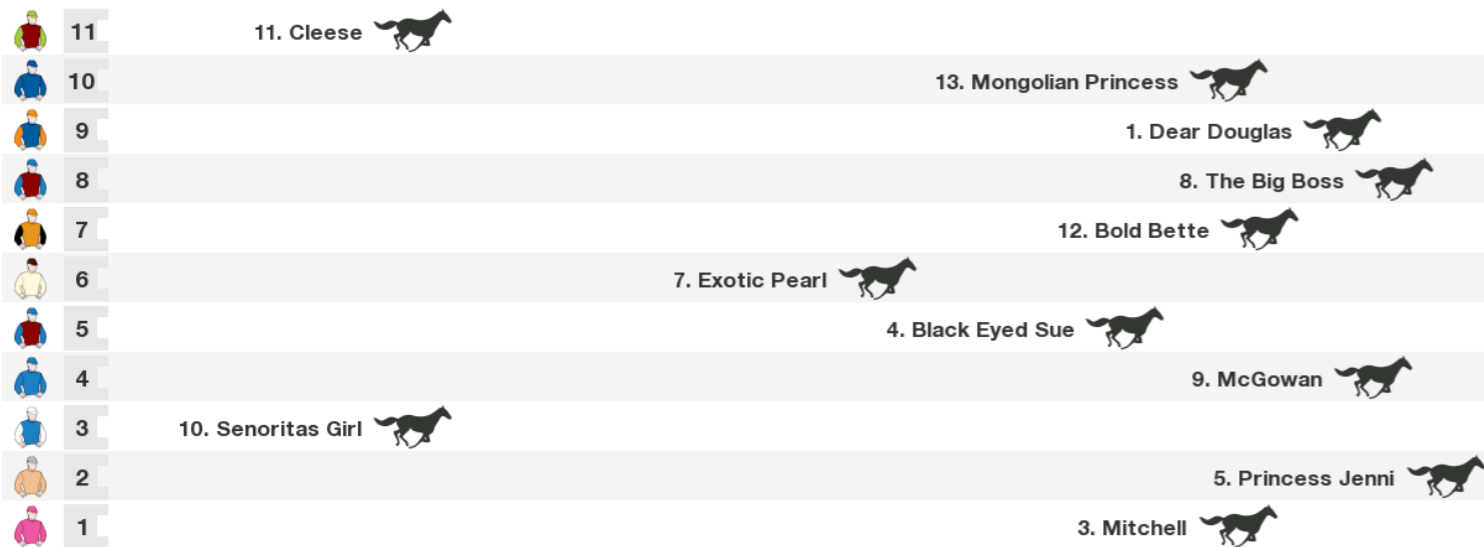 11 11. Cleese
10 13. Mongolian Princess
9 1. Dear Douglas
8 8. The Big Boss
7 12. Bold Bette
6 7. Exotic Pearl
5 4. Black Eyed Sue
4 9. McGowan
3 10. Senoritas Girl
2 5. Princess Jenni
1 3. Mitchell